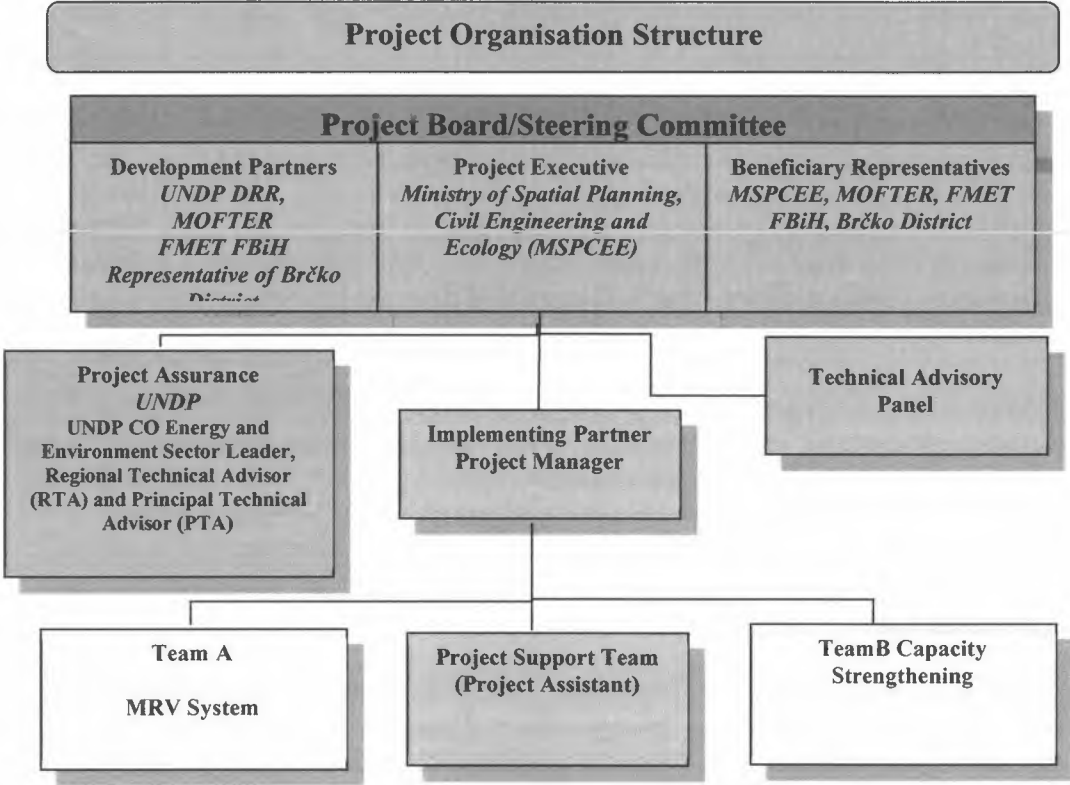 Project Organisation Structure
Project Board/Steering Committee
Development Partners
UNDP DRR,
MOFTER
FMET FBiH
Representative of Brčko
District
Project Executive
Ministry of Spatial Planning,
Civil Engineering and
Ecology (MSPCEE)
Beneficiary Representatives
MSPCEE, MOFTER, FMET
FBiH, Brčko District
Project Assurance
UNDP
UNDP CO Energy and
Environment Sector Leader,
Regional Technical Advisor
(RTA) and Principal Technical
Advisor (PTA)
Implementing Partner
Project Manager
Technical Advisory
Panel
Team A
MRV System
Project Support Team
(Project Assistant)
TeamB Capacity
Strengthening